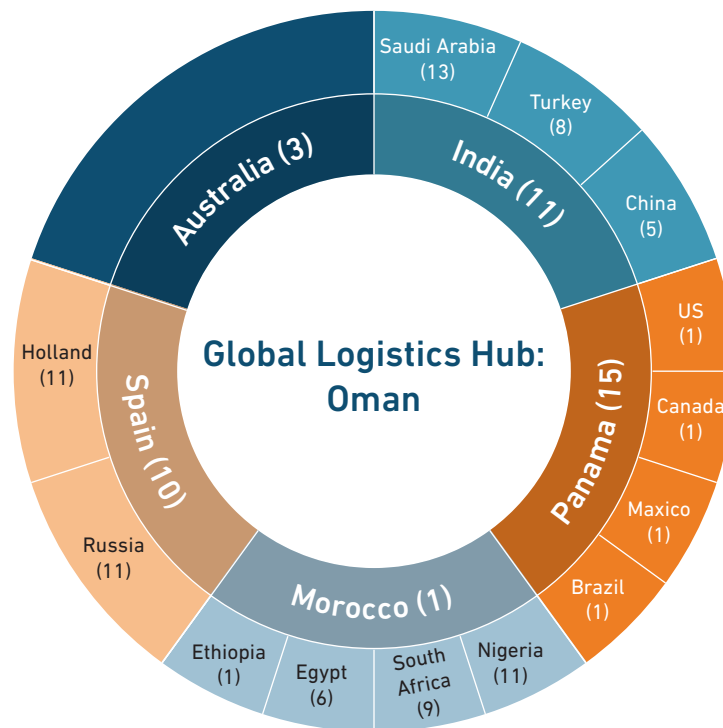 Global Logistics Hub:
Oman
Australia (3)
India (11)
Panama (15)
Morocco (1)
Spain (10)
Saudi Arabia
(13)
Turkey
(8)
China
(5)
US
(1)
Canada
(1)
Maxico
(1)
Brazil
(1)
Nigeria
(11)
South
Africa
(9)
Egypt
(6)
Ethiopia
(1)
Russia
(11)
Holland
(11)